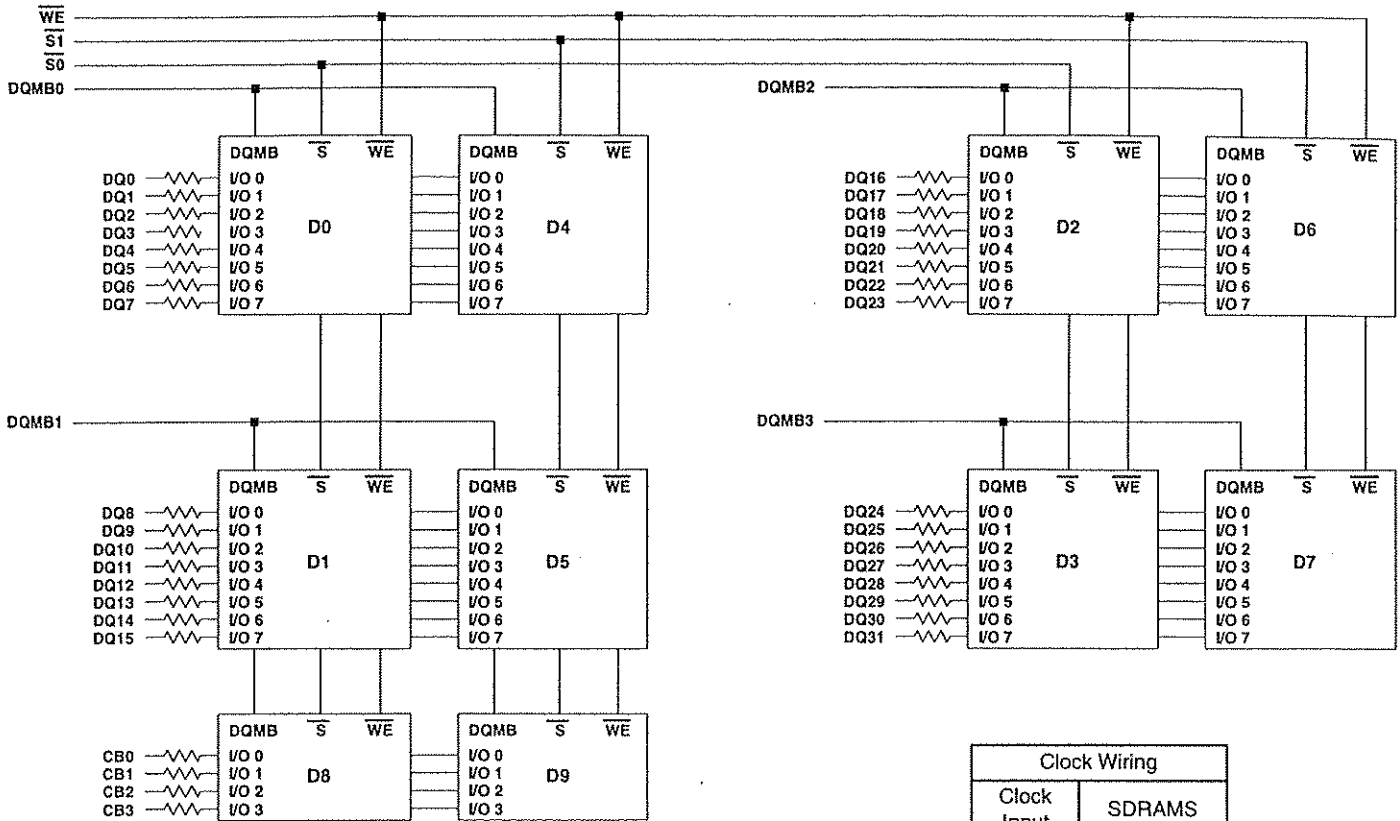 WE
S1
S0
DQMB0
DQMB2
DQMB S WE
DQMB S WE
DQMB S WE
DQMB S WE
DQ0 I/O 0 I/O 0
DQ1 I/O 1 I/O 1
DQ2 I/O 2 I/O 2
DQ3 I/O 3 D0 I/O 3 D4
DQ4 I/O 4 I/O 4
DQ5 I/O 5 I/O 5
DQ6 I/O 6 I/O 6
DQ7 I/O 7 I/O 7
DQ16 I/O 0 I/O 0
DQ17 I/O 1 I/O 1
DQ18 I/O 2 I/O 2
DQ19 I/O 3 D2 I/O 3 D6
DQ20 I/O 4 I/O 4
DQ21 I/O 5 I/O 5
DQ22 I/O 6 I/O 6
DQ23 I/O 7 I/O 7
DQMB1
DQMB3
DQMB S WE
DQMB S WE
DQMB S WE
DQMB S WE
DQ8 I/O 0 I/O 0
DQ9 I/O 1 I/O 1
DQ10 I/O 2 I/O 2
DQ11 I/O 3 D1 I/O 3 D5
DQ12 I/O 4 I/O 4
DQ13 I/O 5 I/O 5
DQ14 I/O 6 I/O 6
DQ15 I/O 7 I/O 7
DQ24 I/O 0 I/O 0
DQ25 I/O 1 I/O 1
DQ26 I/O 2 I/O 2
DQ27 I/O 3 D3 I/O 3 D7
DQ28 I/O 4 I/O 4
DQ29 I/O 5 I/O 5
DQ30 I/O 6 I/O 6
DQ31 I/O 7 I/O 7
DQMB S WE
DQMB S WE
CB0 I/O 0 I/O 0
CB1 I/O 1 D8 I/O 1 D9
CB2 I/O 2 I/O 2
CB3 I/O 3 I/O 3
Clock Wiring
Clock
Input
SDRAMS